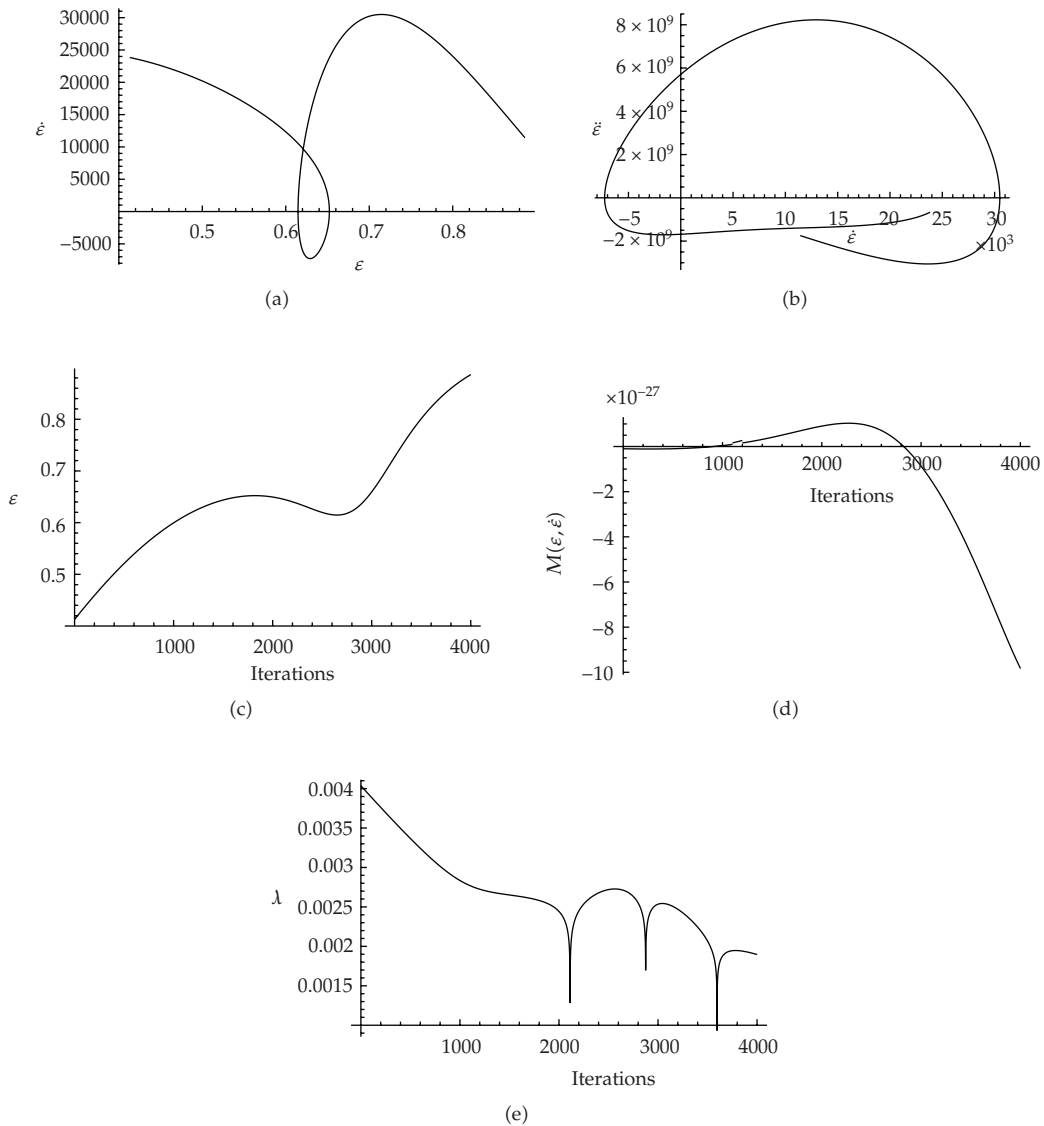 30000
25000
20000
15000
10000
5000
−5000
ε̇
0.5
0.6
0.7
0.8
ε
(a)
8 × 10⁹
6 × 10⁹
4 × 10⁹
2 × 10⁹
−2 × 10⁹
ε̈
−5
5
10
15
20
25
30
×10³
ε̇
(b)
0.8
0.7
0.6
0.5
ε
1000
2000
3000
4000
Iterations
(c)
×10⁻²⁷
−2
−4
−6
−8
−10
M(ε, ε̇)
1000
2000
3000
4000
Iterations
(d)
0.004
0.0035
0.003
0.0025
0.002
0.0015
λ
1000
2000
3000
4000
Iterations
(e)